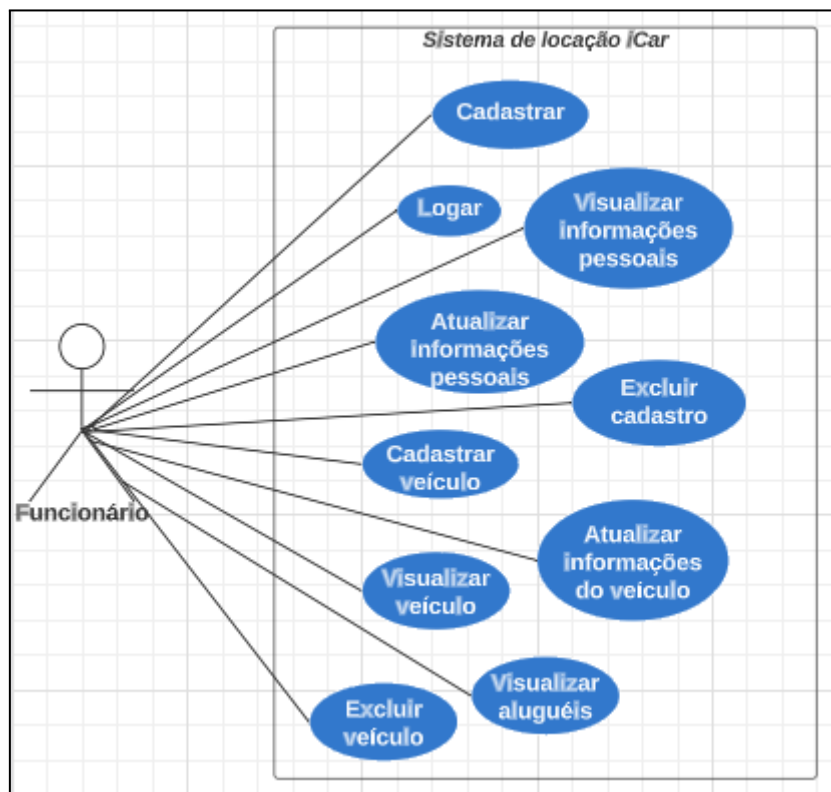 Sistema de locação iCar
Cadastrar
Logar
Visualizar
informações
pessoais
Atualizar
informações
pessoais
Excluir
cadastro
Cadastrar
veículo
Funcionário
Atualizar
informações
do veículo
Visualizar
veículo
Visualizar
aluguéis
Excluir
veículo